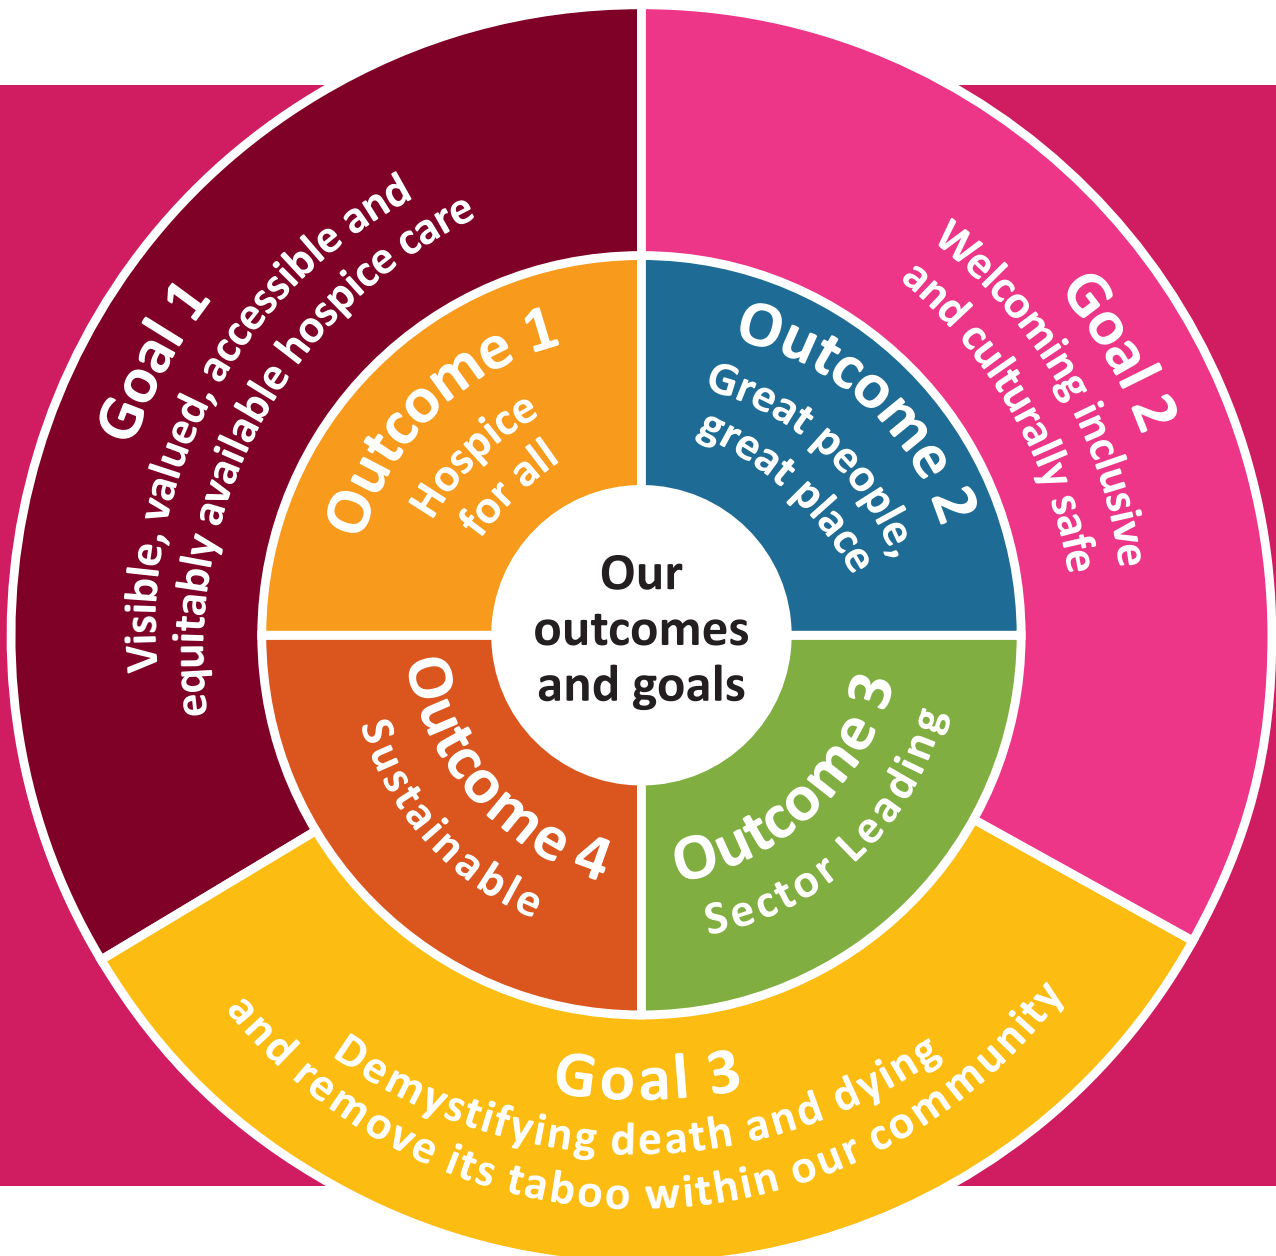 Our
outcomes
and goals
Outcome 1
Hospice
for all
Outcome 2
Great people,
great place
Outcome 3
Sector Leading
Outcome 4
Sustainable
Goal 1
Visible, valued, accessible and
equitably available hospice care
Goal 2
Welcoming inclusive
and culturally safe
Goal 3
Demystifying death and dying
and remove its taboo within our community